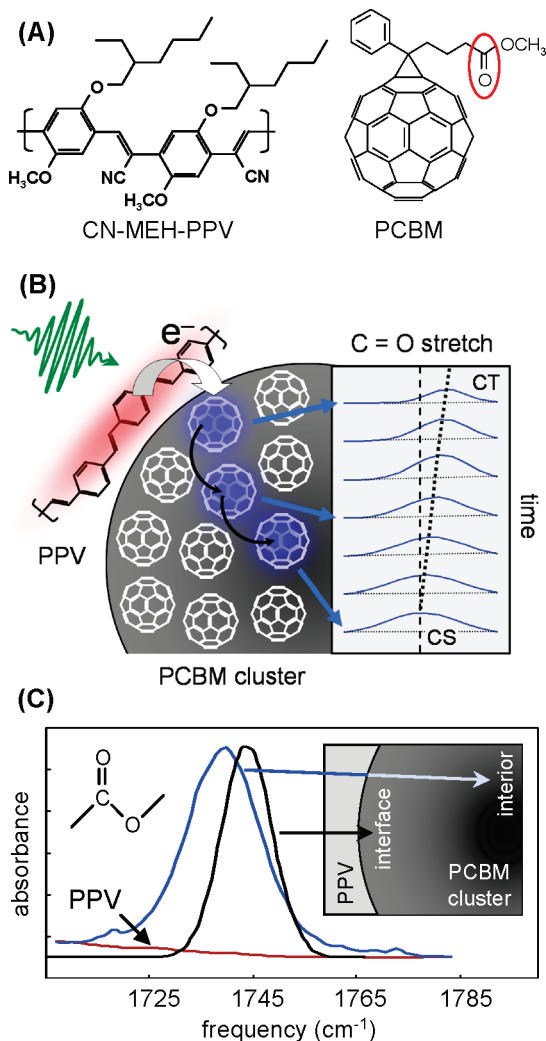 (A)
O
O
H₃CO
NC
H₃CO
CN
CN-MEH-PPV
OCH₃
O
PCBM
(B)
e⁻
C = O stretch
CT
time
CS
PPV
PCBM cluster
(C)
absorbance
O
C
O
PPV
PPV
interface
interior
PCBM
cluster
1725
1745
1765
1785
frequency (cm⁻¹)